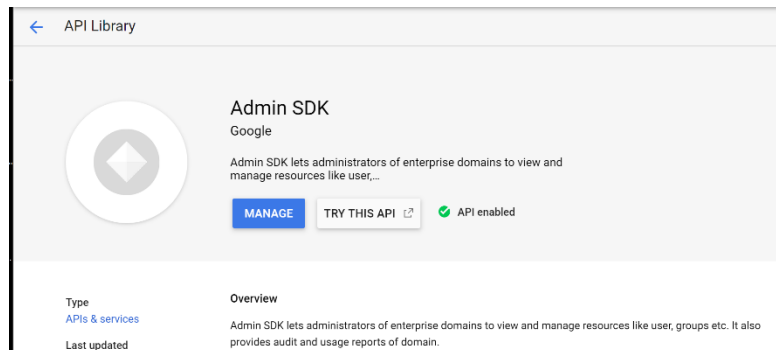 API Library
Admin SDK
Google
Admin SDK lets administrators of enterprise domains to view and
manage resources like user,...
MANAGE
TRY THIS API
API enabled
Type
APIs & services
Last updated
Overview
Admin SDK lets administrators of enterprise domains to view and manage resources like user, groups etc. It also
provides audit and usage reports of domain.